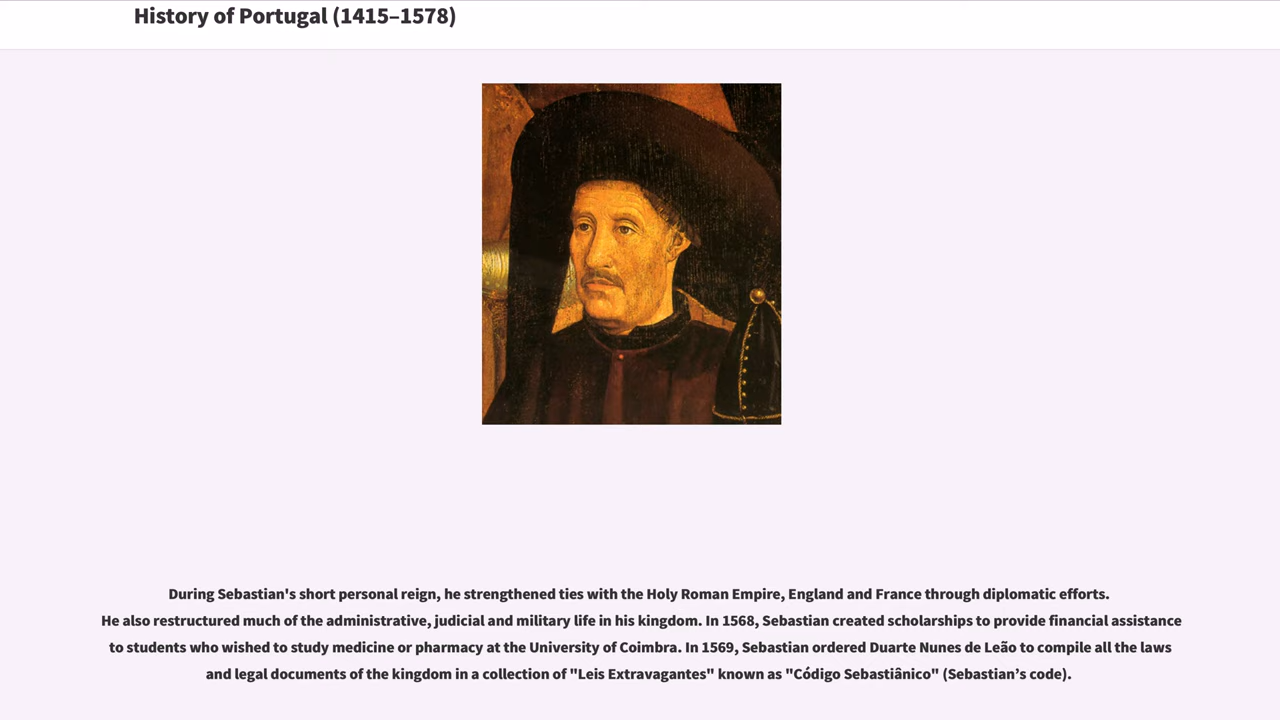 History of Portugal (1415–1578)
During Sebastian's short personal reign, he strengthened ties with the Holy Roman Empire, England and France through diplomatic efforts.
He also restructured much of the administrative, judicial and military life in his kingdom. In 1568, Sebastian created scholarships to provide financial assistance
to students who wished to study medicine or pharmacy at the University of Coimbra. In 1569, Sebastian ordered Duarte Nunes de Leão to compile all the laws
and legal documents of the kingdom in a collection of "Leis Extravagantes" known as "Código Sebastiânico" (Sebastian’s code).